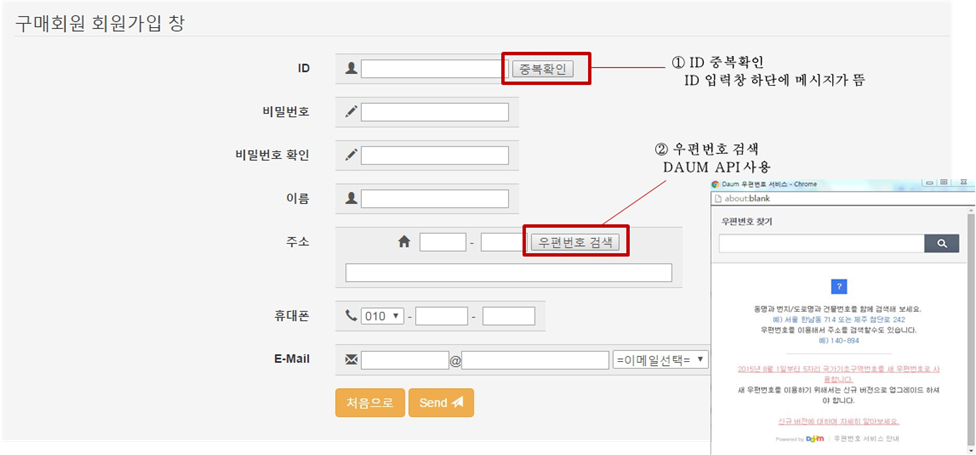 구매회원 회원가입 창
ID
중복확인
① ID 중복확인
ID 입력창 하단에 메시지가 뜸
비밀번호
비밀번호 확인
② 우편번호 검색
DAUM API 사용
이름
주소
-
우편번호 검색
휴대폰
010 - -
E-Mail
@
=이메일선택=
처음으로
Send
Daum 우편번호 서비스 - Chrome
about:blank
우편번호 찾기
?
동명과 번지/도로명과 건물번호를 함께 검색해 보세요.
예) 서울 한남동 714 또는 제주 첨단로 242
우편번호를 이용해서 주소를 검색할수도 있습니다.
예) 140-894
2015년 8월 1일부터 5자리 국가기초구역번호를 새 우편번호로 사
용합니다.
새 우편번호를 이용하기 위해서는 신규 버전으로 업그레이드 하셔
야 합니다.
신규 버전에 대하여 자세히 알아보세요.
Powered by Daum | 우편번호 서비스 안내